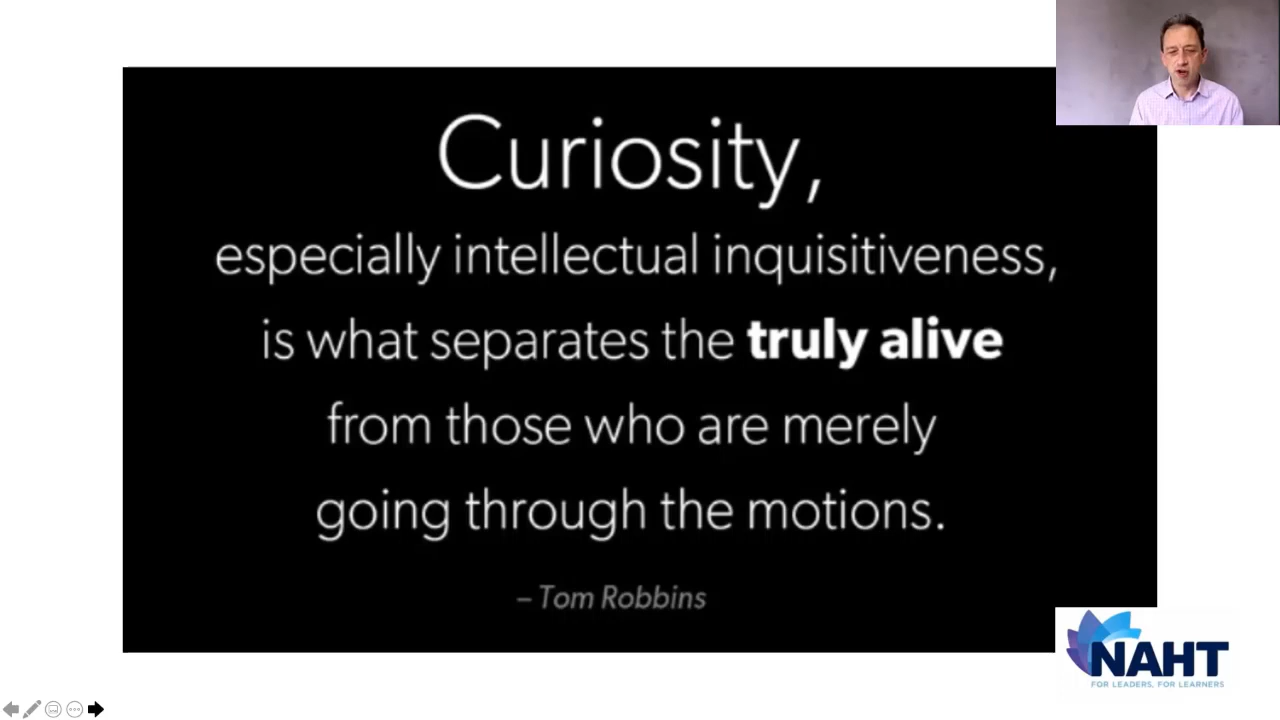 Curiosity,
especially intellectual inquisitiveness,
is what separates the truly alive
from those who are merely
going through the motions.
– Tom Robbins
NAHT
FOR LEADERS, FOR LEARNERS